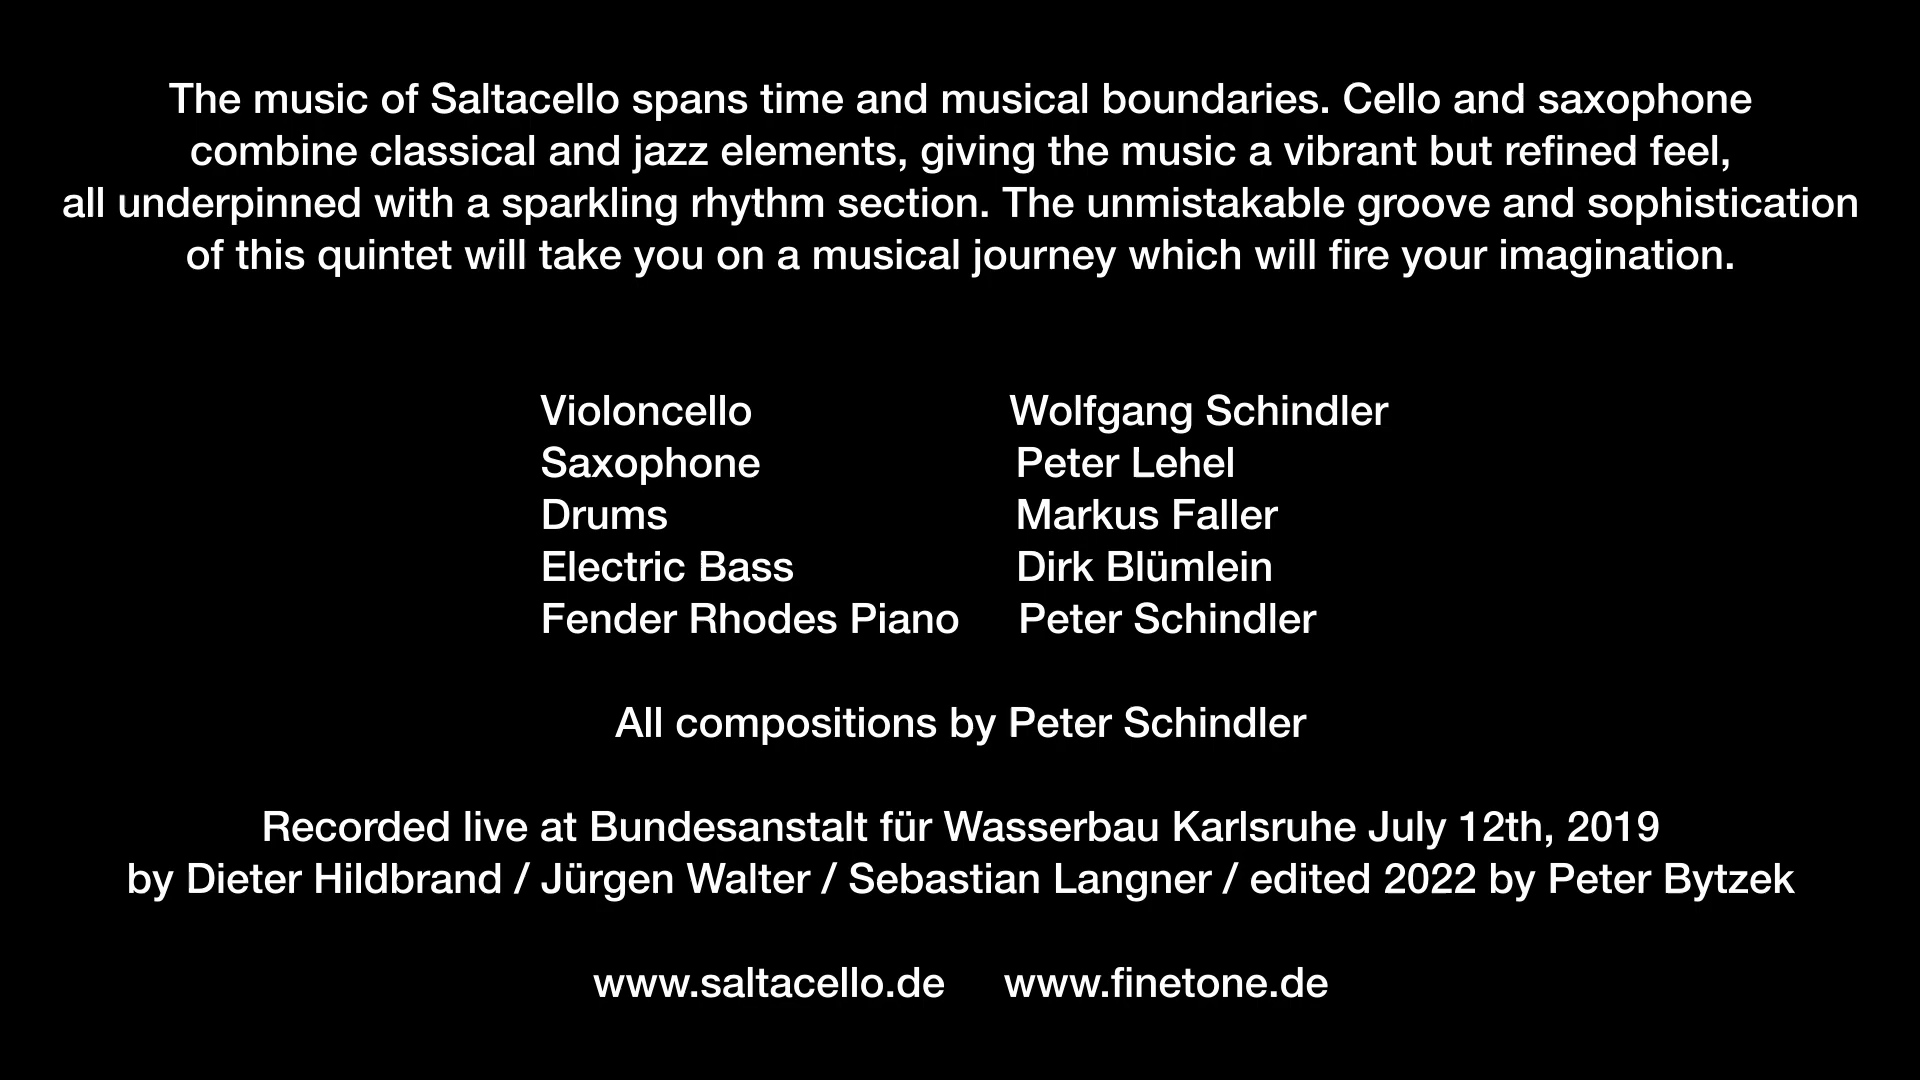 The music of Saltacello spans time and musical boundaries. Cello and saxophone
combine classical and jazz elements, giving the music a vibrant but refined feel,
all underpinned with a sparkling rhythm section. The unmistakable groove and sophistication
of this quintet will take you on a musical journey which will fire your imagination.
Violoncello Wolfgang Schindler
Saxophone Peter Lehel
Drums Markus Faller
Electric Bass Dirk Blümlein
Fender Rhodes Piano Peter Schindler
All compositions by Peter Schindler
Recorded live at Bundesanstalt für Wasserbau Karlsruhe July 12th, 2019
by Dieter Hildbrand / Jürgen Walter / Sebastian Langner / edited 2022 by Peter Bytzek
www.saltacello.de www.finetone.de